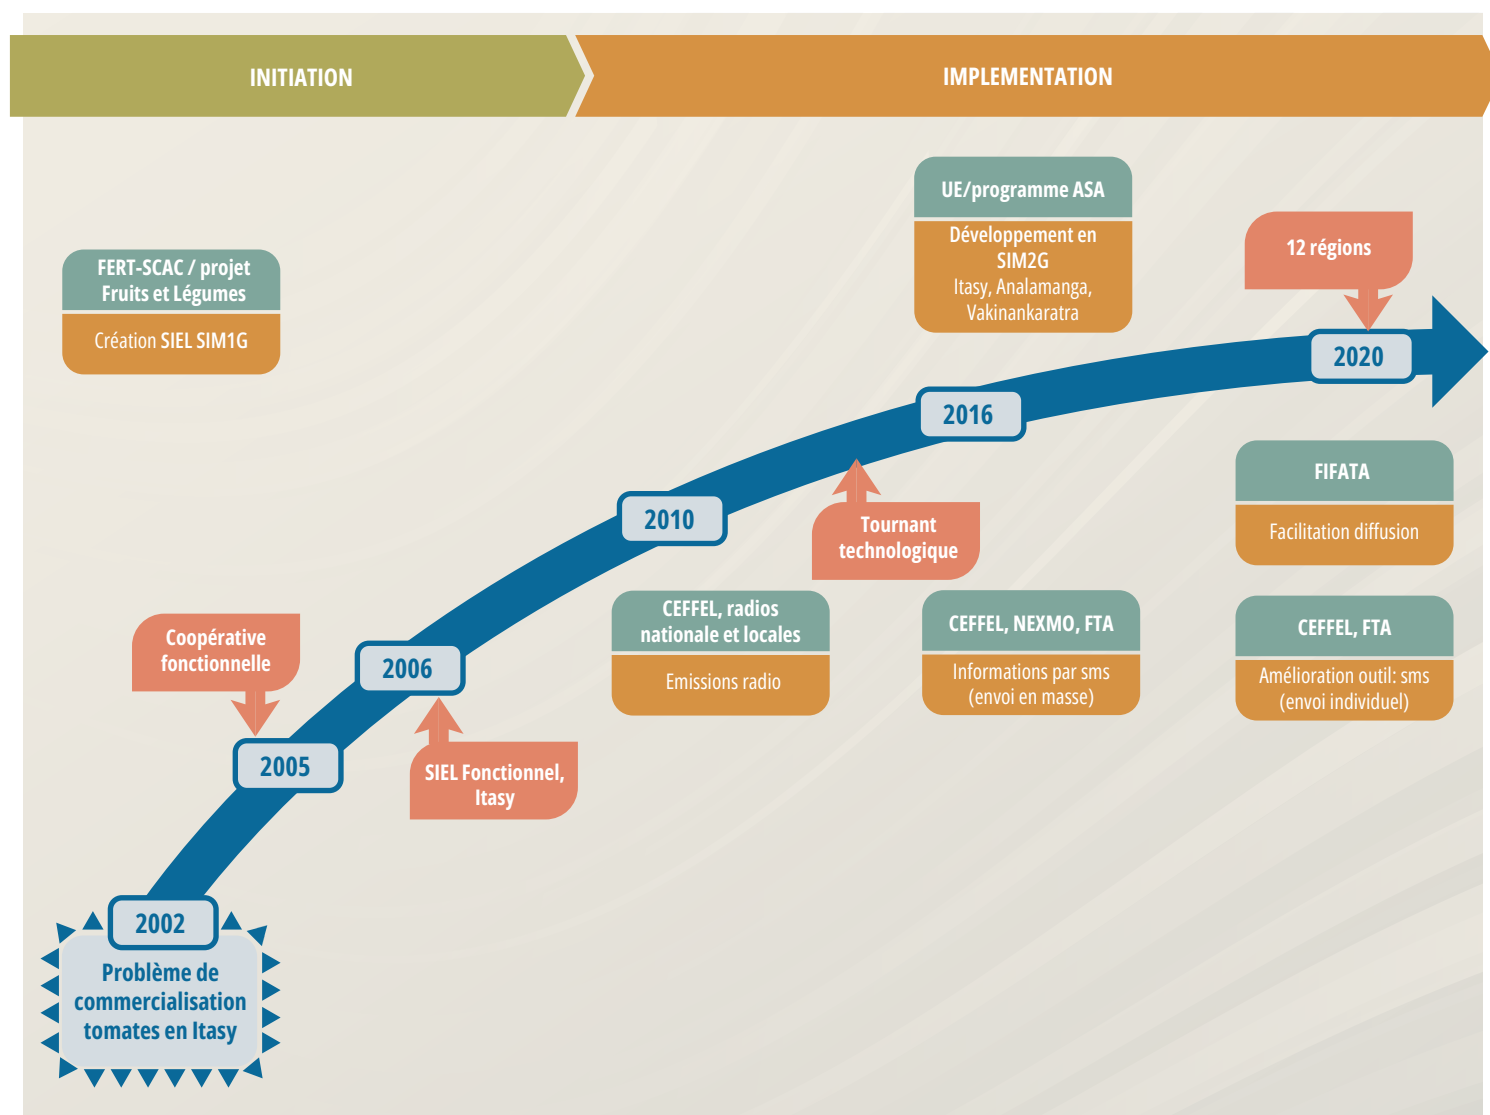 INITIATION
IMPLEMENTATION
FERT-SCAC / projet
Fruits et Légumes
Création SIEL SIM1G
UE/programme ASA
Développement en
SIM2G
Itasy, Analamanga,
Vakinankaratra
12 régions
2020
2016
2010
2006
2005
2002
Tournant
technologique
FIFATA
Facilitation diffusion
Coopérative
fonctionnelle
SIEL Fonctionnel,
Itasy
CEFFEL, radios
nationale et locales
Emissions radio
CEFFEL, NEXMO, FTA
Informations par sms
(envoi en masse)
CEFFEL, FTA
Amélioration outil: sms
(envoi individuel)
Problème de
commercialisation
tomates en Itasy